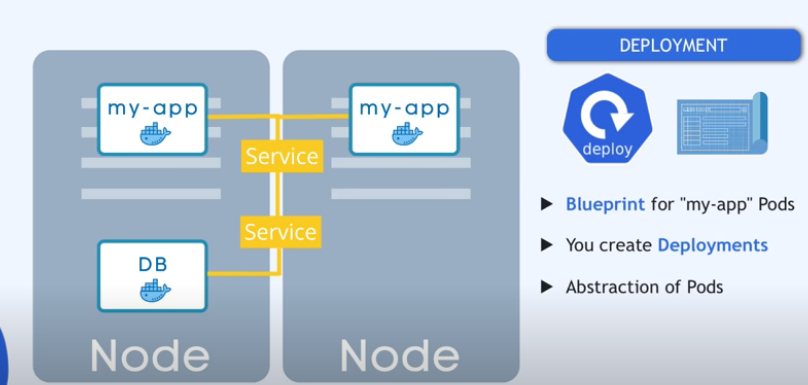 DEPLOYMENT
my-app
my-app
deploy
Service
Blueprint for "my-app" Pods
Service
You create Deployments
DB
Abstraction of Pods
Node
Node